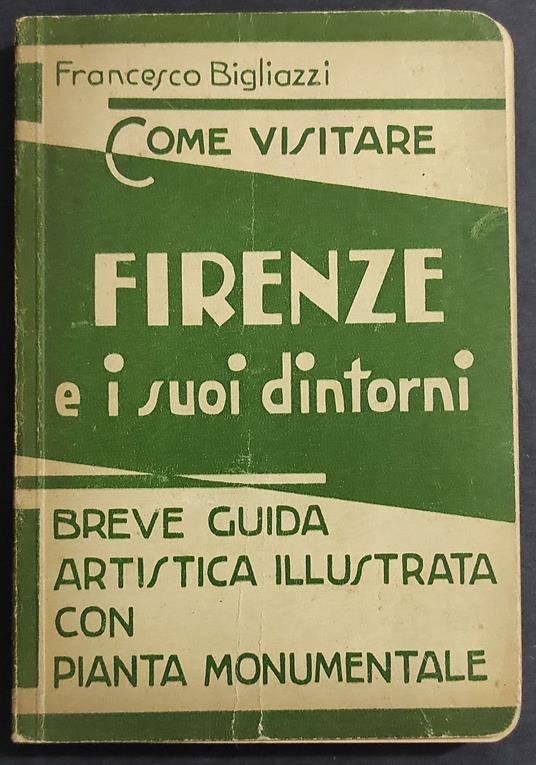 Francesco Bigliazzi
COME VISITARE
FIRENZE
e i suoi dintorni
BREVE GUIDA
ARTISTICA ILLUSTRATA
CON
PIANTA MONUMENTALE